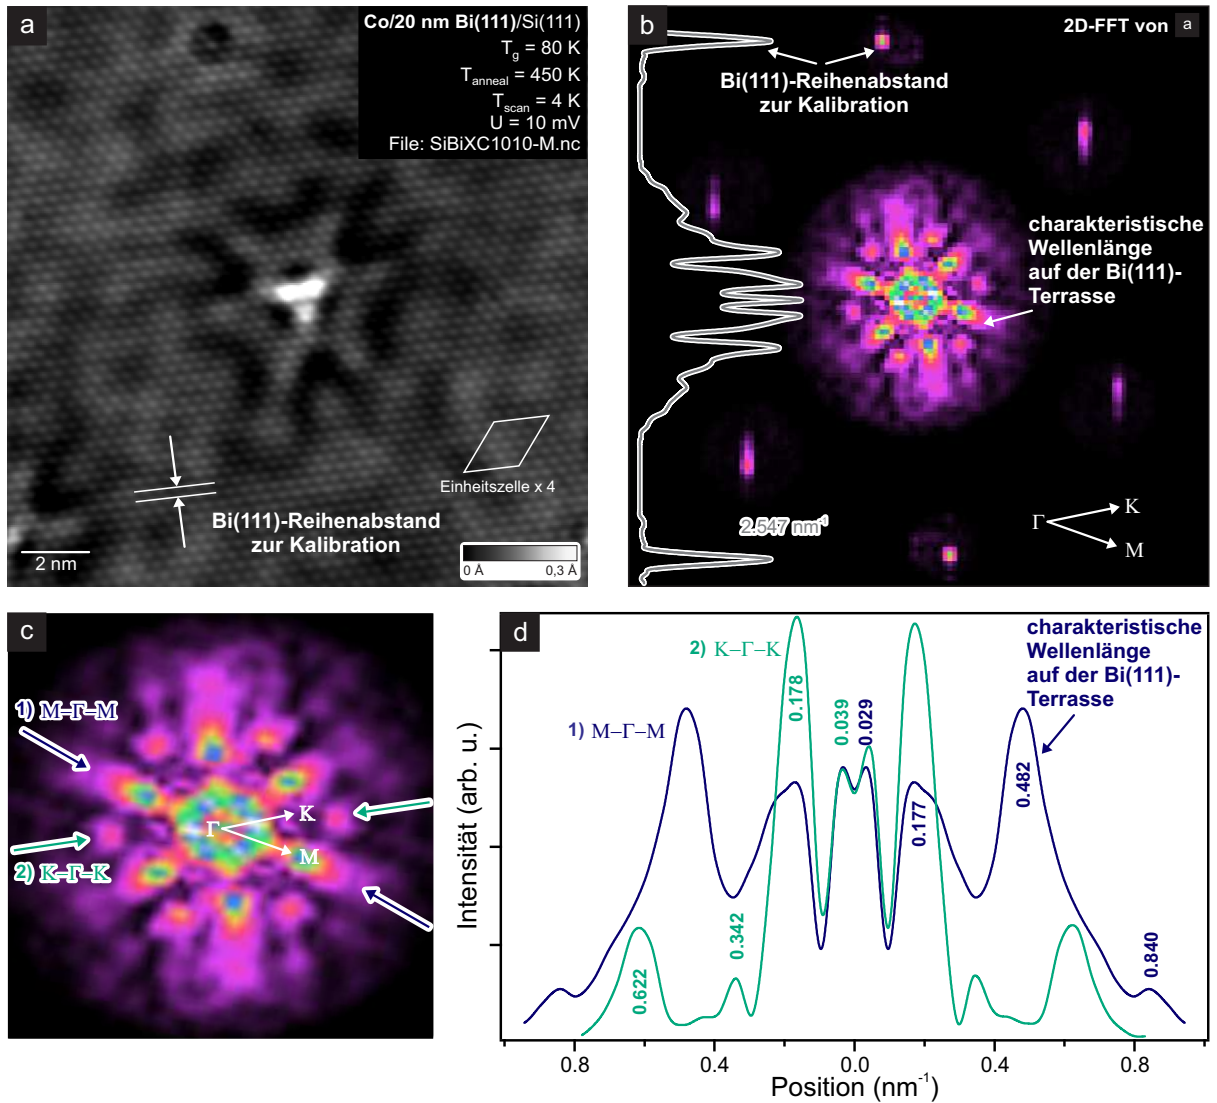 a
Co/20 nm Bi(111)/Si(111)
Tg = 80 K
Tanneal = 450 K
Tscan = 4 K
U = 10 mV
File: SiBiXC1010-M.nc
Einheitszelle x 4
Bi(111)-Reihenabstand
zur Kalibration
2 nm
0 Å 0,3 Å
b
2D-FFT von a
Bi(111)-Reihenabstand
zur Kalibration
charakteristische
Wellenlänge
auf der Bi(111)-
Terrasse
2.547 nm-1
Γ K
M
c
1) M–Γ–M
2) K–Γ–K
Γ K
M
d
charakteristische
Wellenlänge
auf der Bi(111)-
Terrasse
2) K–Γ–K
1) M–Γ–M
0.178
0.039
0.029
0.482
0.177
0.342
0.622
0.840
Intensität (arb. u.)
0.8 0.4 0.0 0.4 0.8
Position (nm-1)